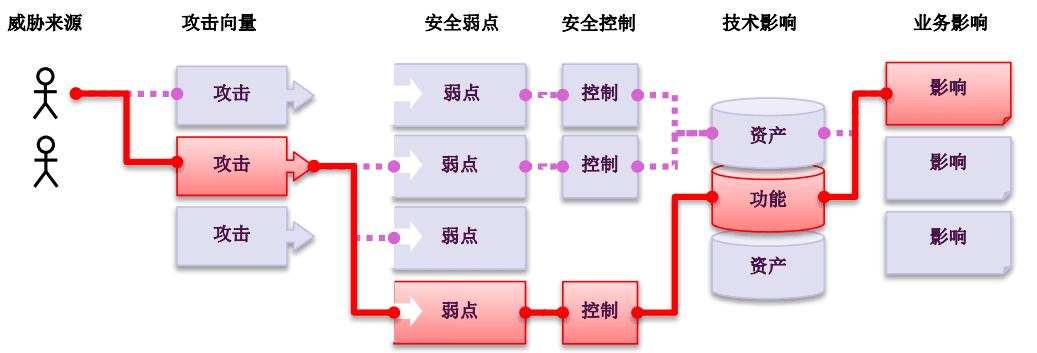 威胁来源
攻击向量
安全弱点
安全控制
技术影响
业务影响
攻击
弱点
控制
影响
资产
攻击
弱点
控制
影响
功能
攻击
弱点
影响
资产
弱点
控制